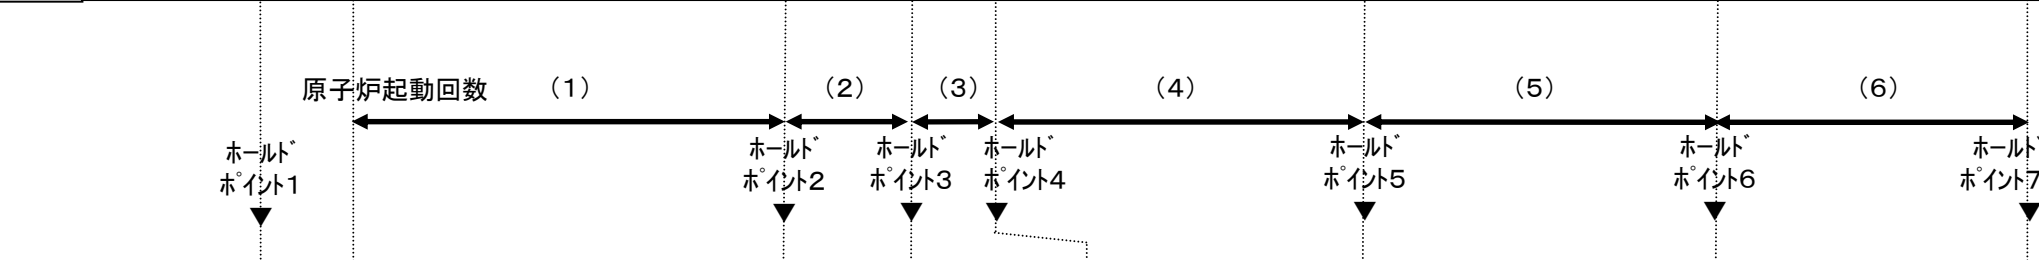 原子炉起動回数 （１） （２） （３） （４） （５） （６）
ﾎｰﾙﾄﾞ ﾎｰﾙﾄﾞ ﾎｰﾙﾄﾞ ﾎｰﾙﾄﾞ ﾎｰﾙﾄﾞ ﾎｰﾙﾄﾞ ﾎｰﾙﾄﾞ
ﾎﾟｲﾝﾄ1 ﾎﾟｲﾝﾄ2 ﾎﾟｲﾝﾄ3 ﾎﾟｲﾝﾄ4 ﾎﾟｲﾝﾄ5 ﾎﾟｲﾝﾄ6 ﾎﾟｲﾝﾄ7